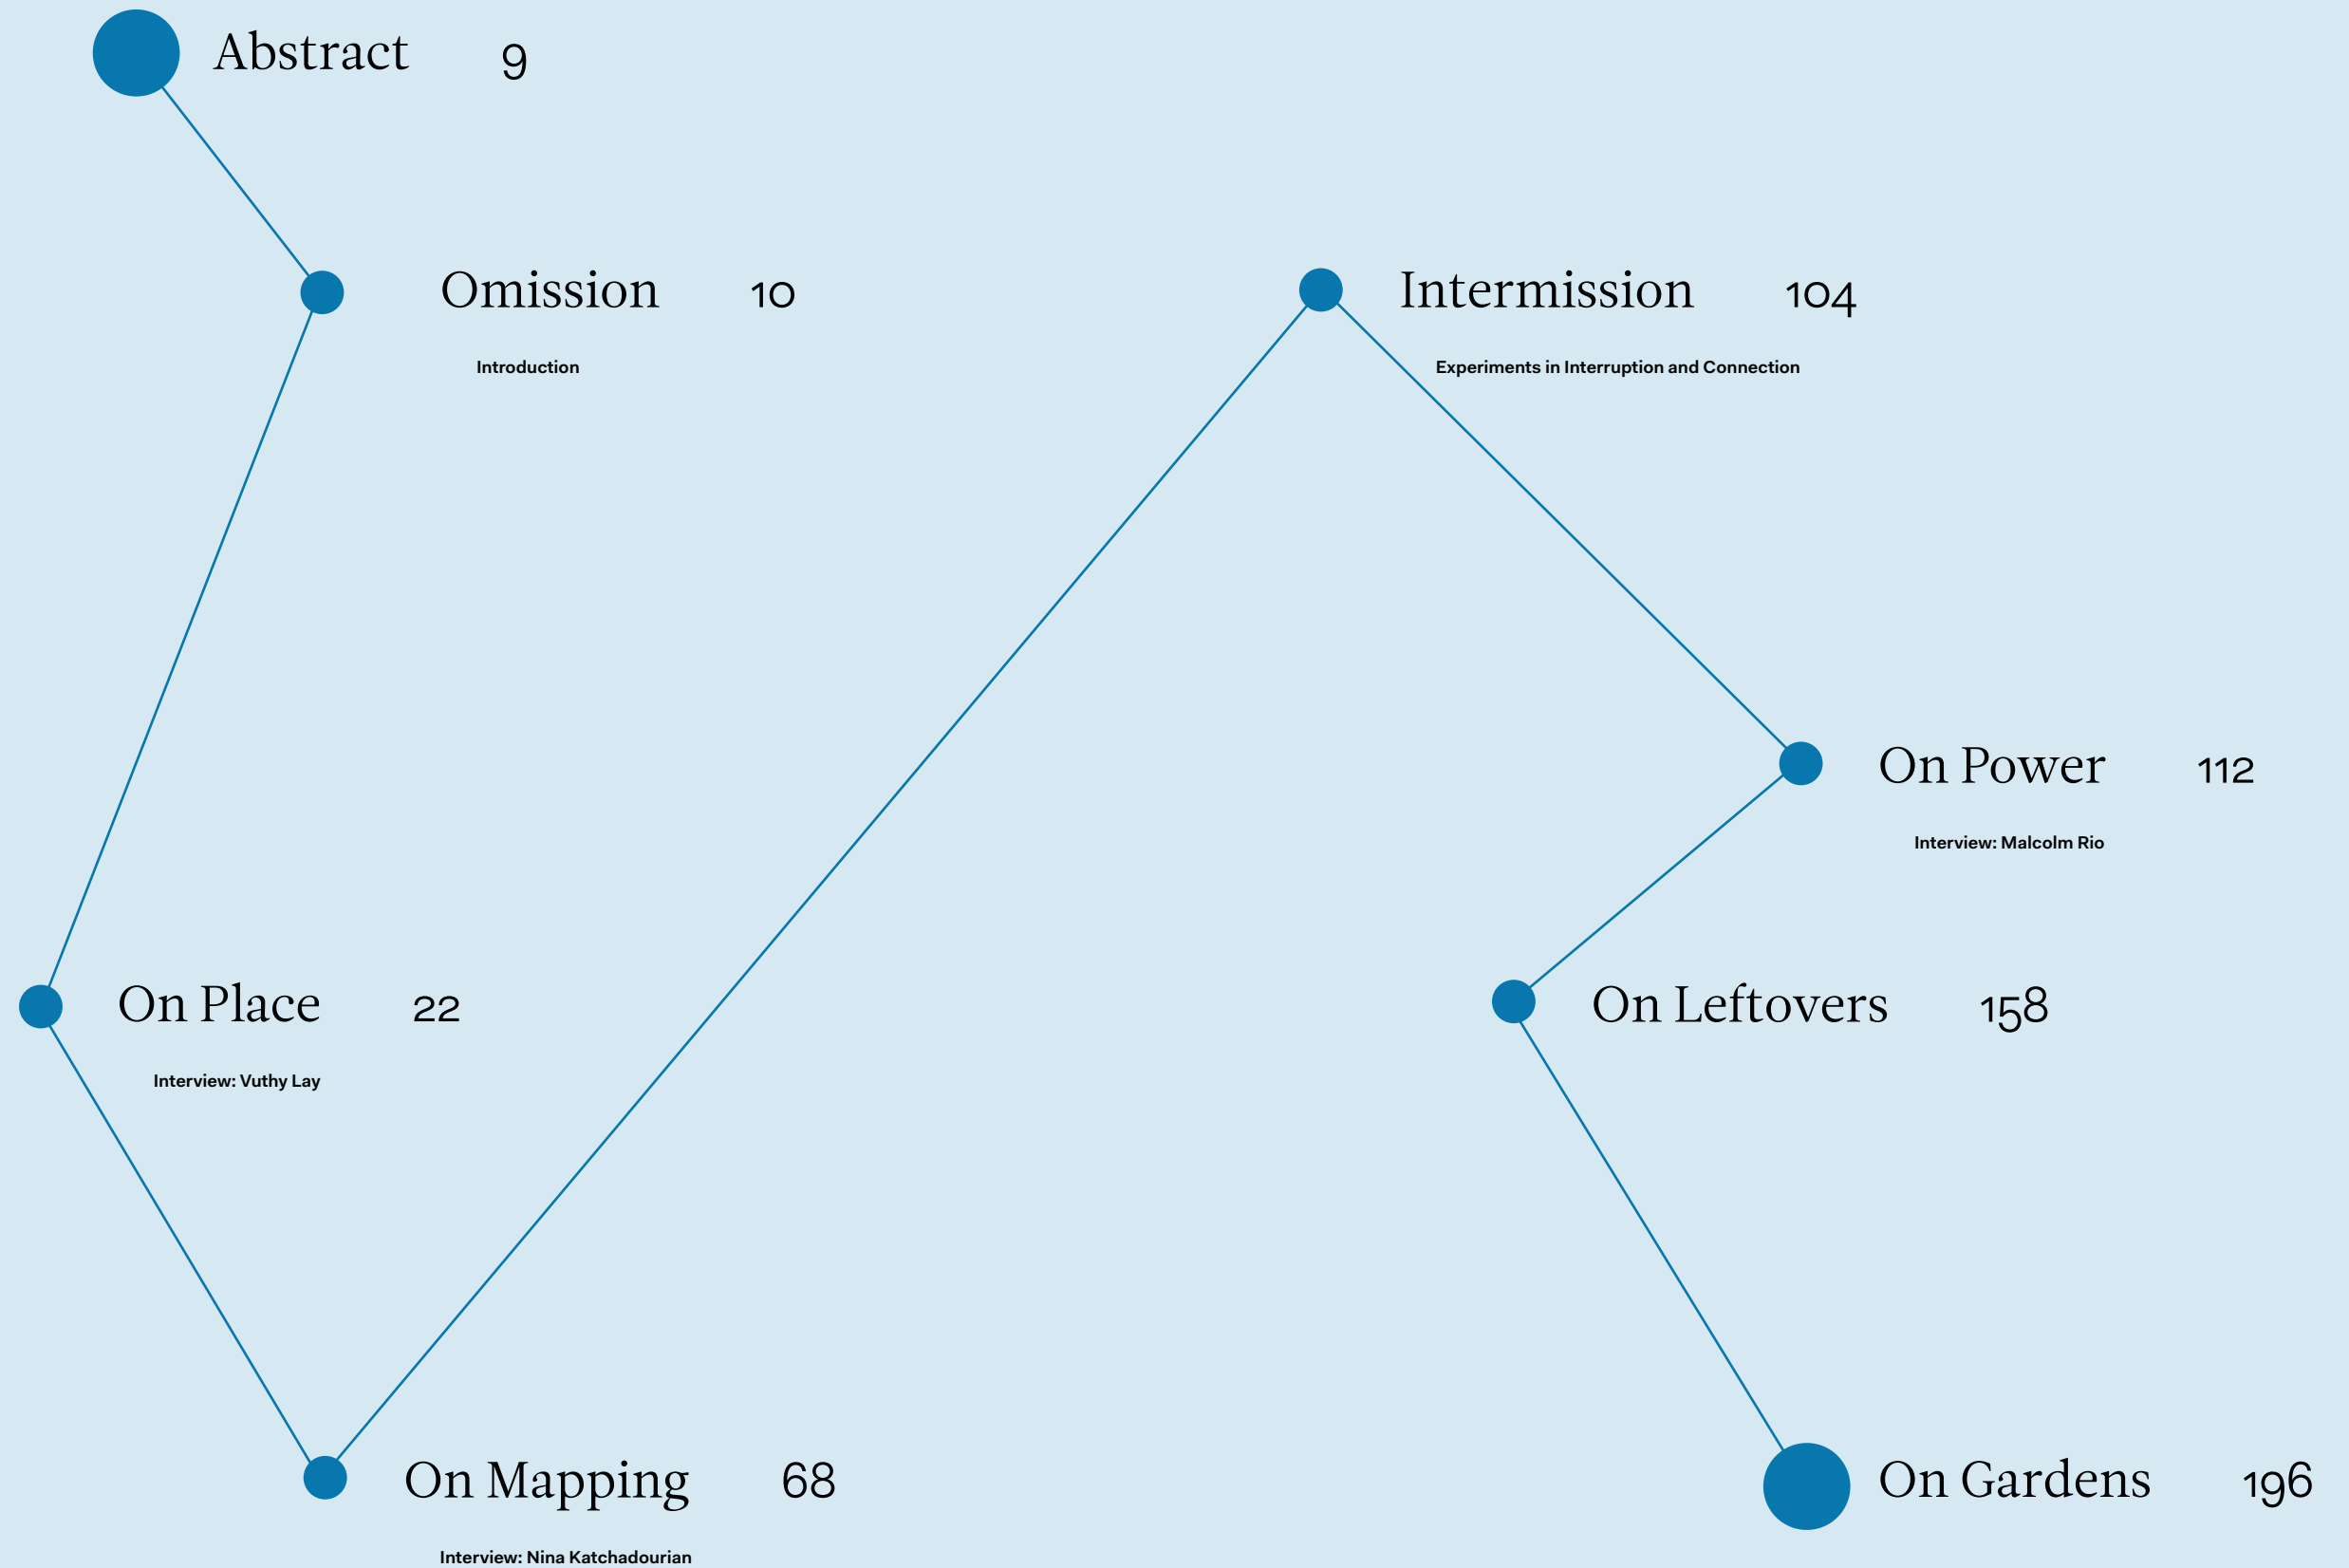 Abstract 9
Omission 10
Introduction
On Place 22
Interview: Vuthy Lay
On Mapping 68
Interview: Nina Katchadourian
Intermission 104
Experiments in Interruption and Connection
On Power 112
Interview: Malcolm Rio
On Leftovers 158
On Gardens 196